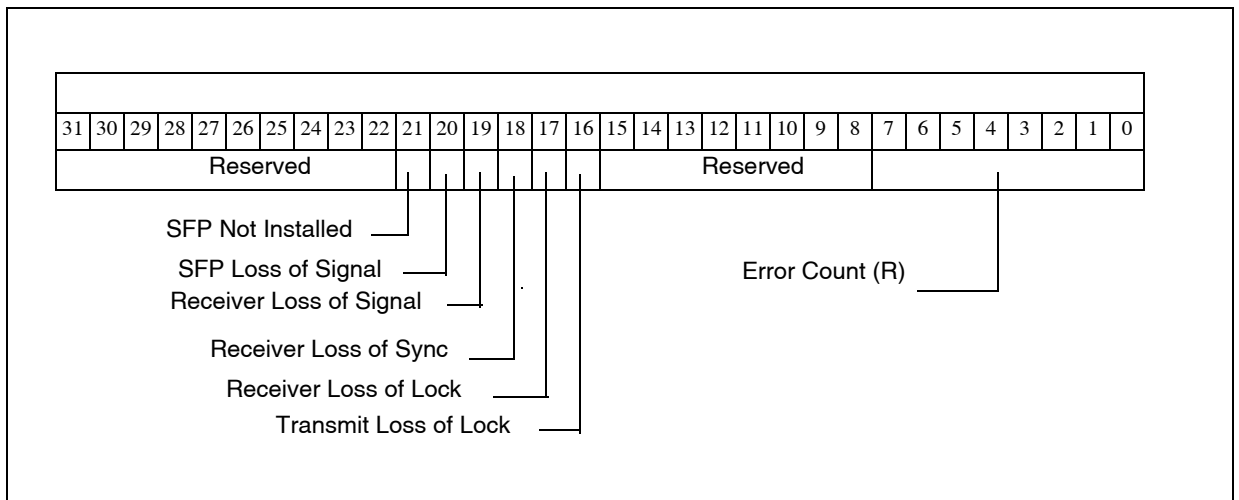 31 30 29 28 27 26 25 24 23 22 21 20 19 18 17 16 15 14 13 12 11 10 9 8 7 6 5 4 3 2 1 0
Reserved Reserved
SFP Not Installed
SFP Loss of Signal
Error Count (R)
Receiver Loss of Signal
Receiver Loss of Sync
Receiver Loss of Lock
Transmit Loss of Lock